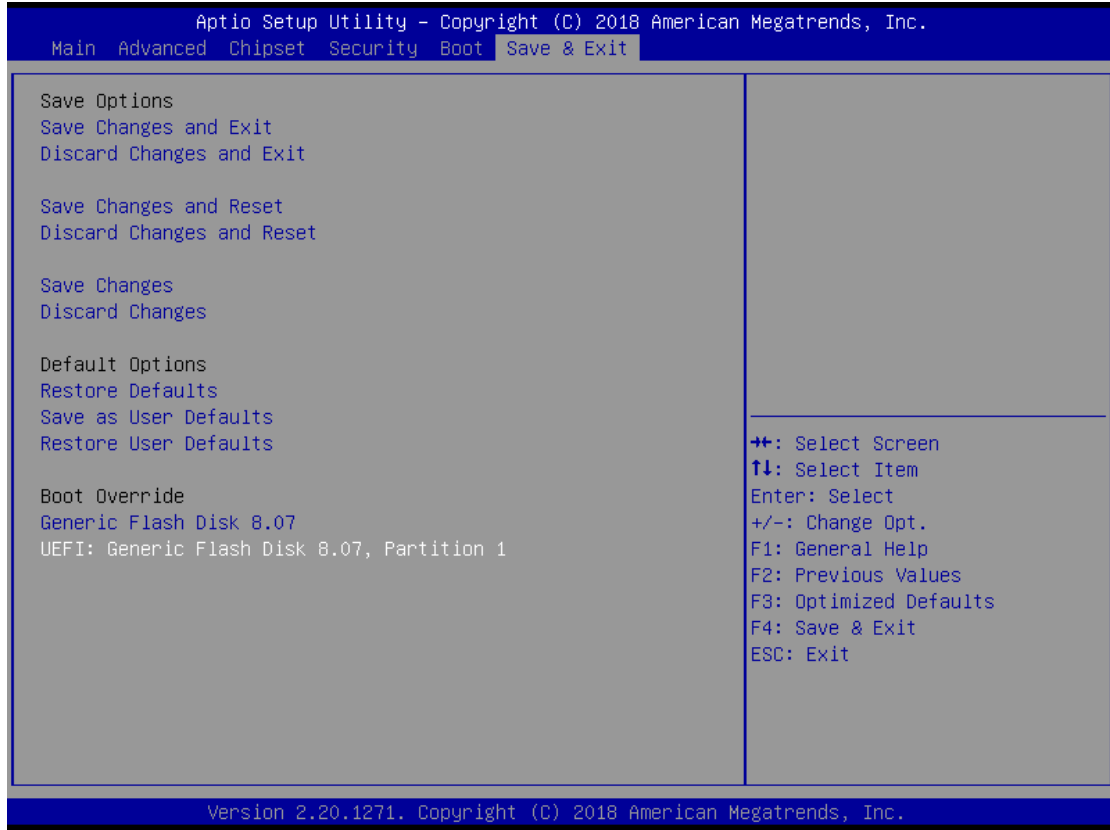 Aptio Setup Utility – Copyright (C) 2018 American Megatrends, Inc.
Main Advanced Chipset Security Boot Save & Exit
Save Options
Save Changes and Exit
Discard Changes and Exit
Save Changes and Reset
Discard Changes and Reset
Save Changes
Discard Changes
Default Options
Restore Defaults
Save as User Defaults
Restore User Defaults
Boot Override
Generic Flash Disk 8.07
UEFI: Generic Flash Disk 8.07, Partition 1
→←: Select Screen
↑↓: Select Item
Enter: Select
+/-: Change Opt.
F1: General Help
F2: Previous Values
F3: Optimized Defaults
F4: Save & Exit
ESC: Exit
Version 2.20.1271. Copyright (C) 2018 American Megatrends, Inc.